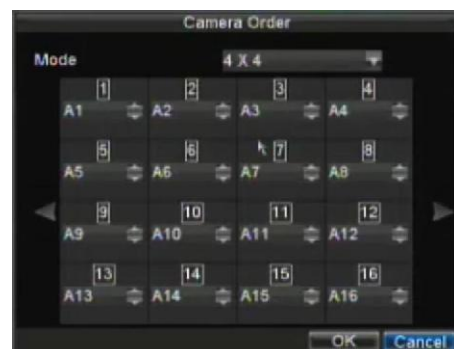 Camera Order
Mode 4 X 4
1 2 3 4
A1 A2 A3 A4
5 6 7 8
A5 A6 A7 A8
9 10 11 12
A9 A10 A11 A12
13 14 15 16
A13 A14 A15 A16
OK Cancel